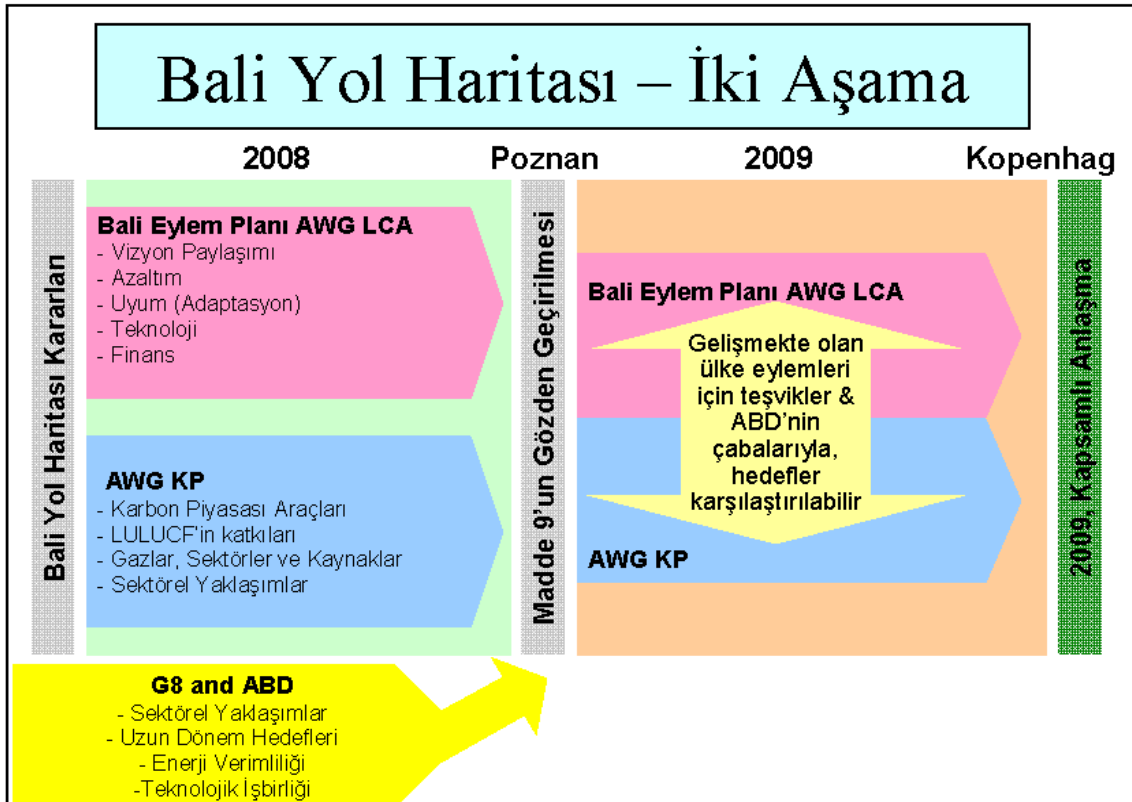 Bali Yol Haritası – İki Aşama
2008
Poznan
2009
Kopenhag
Bali Yol Haritası Kararları
Bali Eylem Planı AWG LCA
- Vizyon Paylaşımı
- Azaltım
- Uyum (Adaptasyon)
- Teknoloji
- Finans
AWG KP
- Karbon Piyasası Araçları
- LULUCF'in katkıları
- Gazlar, Sektörler ve Kaynaklar
- Sektörel Yaklaşımlar
Madde 9'un Gözden Geçirilmesi
Bali Eylem Planı AWG LCA
Gelişmekte olan
ülke eylemleri
için teşvikler &
ABD'nin
çabalarıyla,
hedefler
karşılaştırılabilir
AWG KP
2009, Kapsamlı Anlaşma
G8 and ABD
- Sektörel Yaklaşımlar
- Uzun Dönem Hedefleri
- Enerji Verimliliği
-Teknolojik İşbirliği